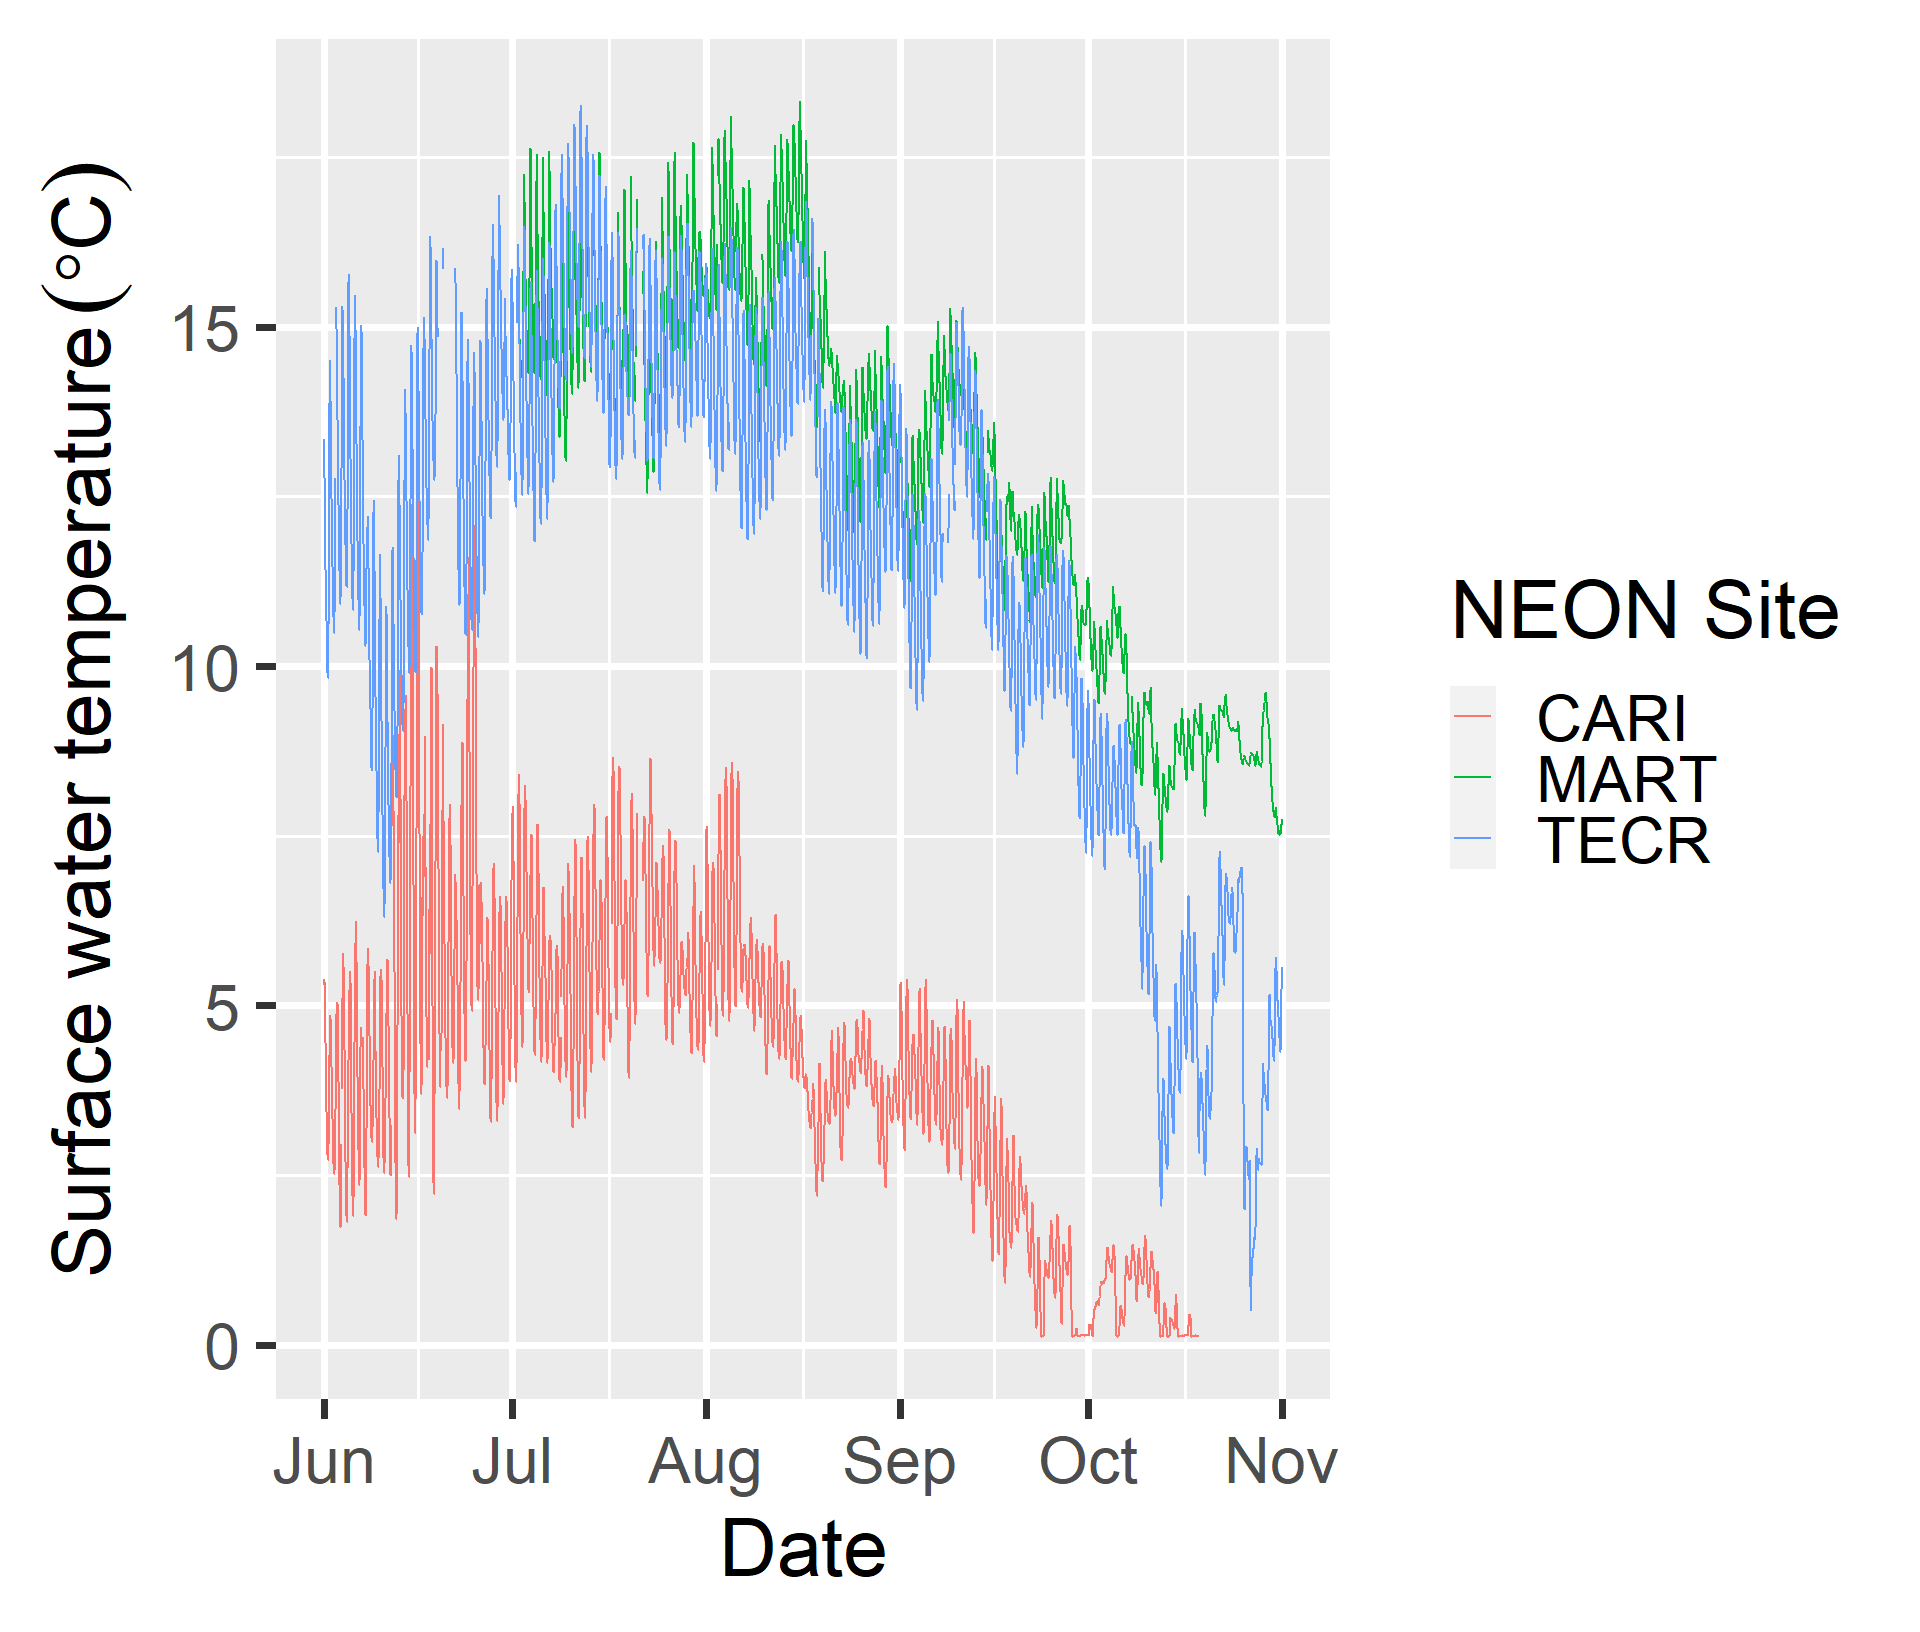 Surface water temperature (°C)
15
10
5
0
Jun Jul Aug Sep Oct Nov
Date
NEON Site
CARI
MART
TECR